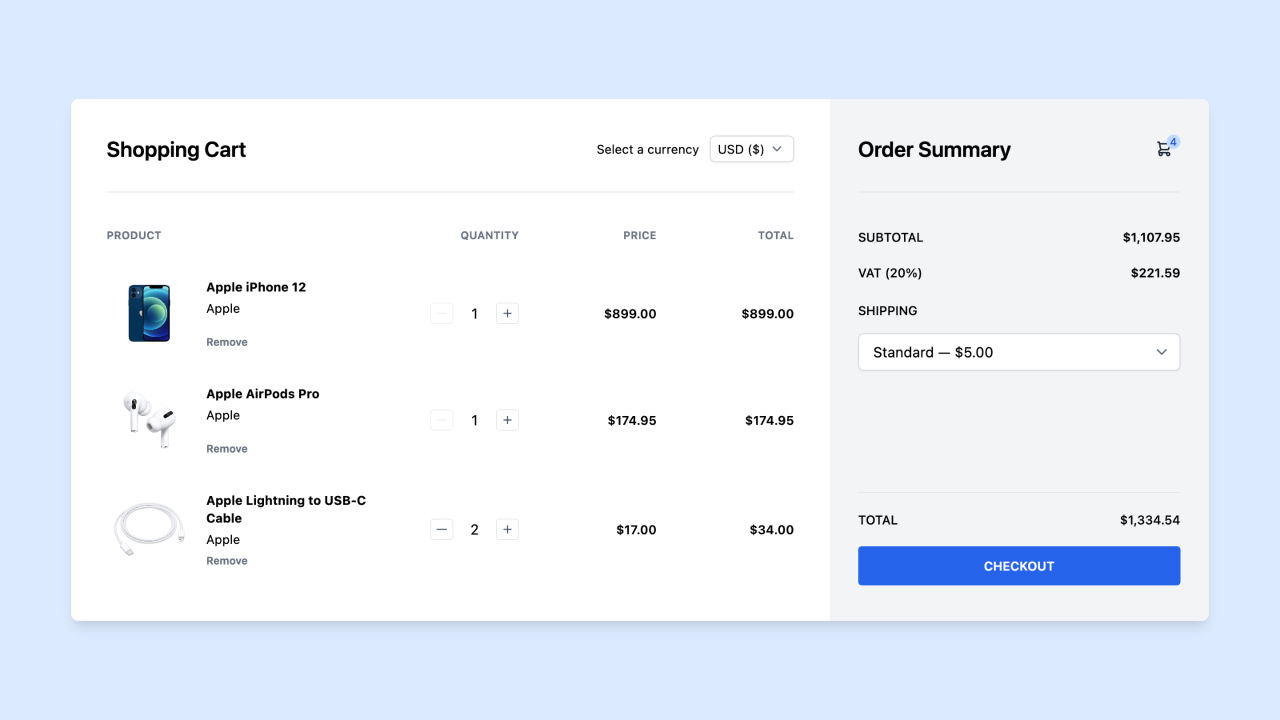 Shopping Cart
Select a currency USD ($)
PRODUCT QUANTITY PRICE TOTAL
Apple iPhone 12
Apple
Remove
1 $899.00 $899.00
Apple AirPods Pro
Apple
Remove
1 $174.95 $174.95
Apple Lightning to USB-C
Cable
Apple
Remove
2 $17.00 $34.00
Order Summary 4
SUBTOTAL $1,107.95
VAT (20%) $221.59
SHIPPING
Standard — $5.00
TOTAL $1,334.54
CHECKOUT